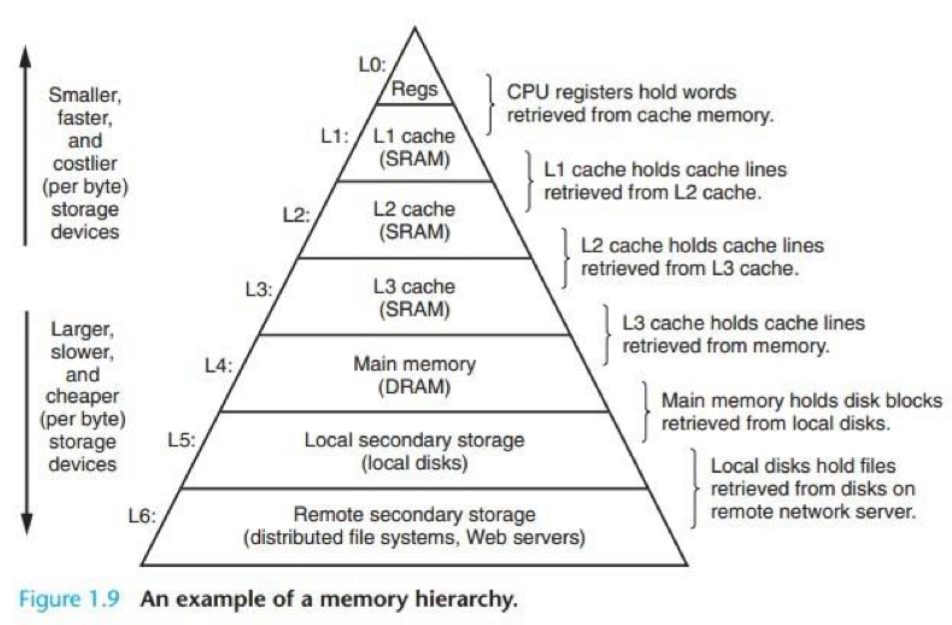 Smaller,
faster,
and
costlier
(per byte)
storage
devices
Larger,
slower,
and
cheaper
(per byte)
storage
devices
L0:
Regs
CPU registers hold words
retrieved from cache memory.
L1:
L1 cache
(SRAM)
L1 cache holds cache lines
retrieved from L2 cache.
L2:
L2 cache
(SRAM)
L2 cache holds cache lines
retrieved from L3 cache.
L3:
L3 cache
(SRAM)
L3 cache holds cache lines
retrieved from memory.
L4:
Main memory
(DRAM)
Main memory holds disk blocks
retrieved from local disks.
L5:
Local secondary storage
(local disks)
Local disks hold files
retrieved from disks on
remote network server.
L6:
Remote secondary storage
(distributed file systems, Web servers)
Figure 1.9 An example of a memory hierarchy.